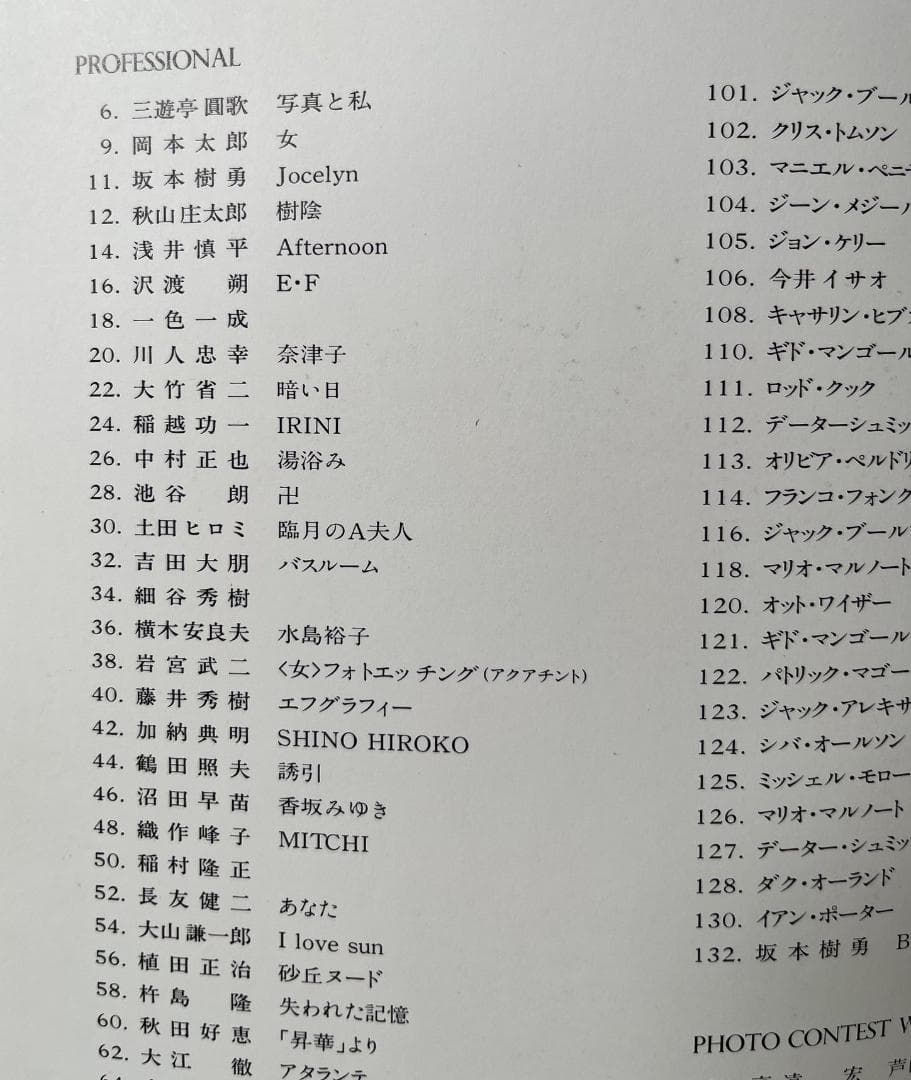 PROFESSIONAL
6. 三遊亭圓歌 写真と私
9. 岡本太郎 女
11. 坂本樹勇 Jocelyn
12. 秋山庄太郎 樹陰
14. 浅井慎平 Afternoon
16. 沢渡 朔 E・F
18. 一色一成
20. 川人忠幸 奈津子
22. 大竹省二 暗い日
24. 稲越功一 IRINI
26. 中村正也 湯浴み
28. 池谷 朗 卍
30. 土田ヒロミ 臨月のA夫人
32. 吉田大朋 バスルーム
34. 細谷秀樹
36. 横木安良夫 水島裕子
38. 岩宮武二 〈女〉フォトエッチング(アクアチント)
40. 藤井秀樹 エフグラフィー
42. 加納典明 SHINO HIROKO
44. 鶴田照夫 誘引
46. 沼田早苗 香坂みゆき
48. 織作峰子 MITCHI
50. 稲村隆正
52. 長友健二 あなた
54. 大山謙一郎 I love sun
56. 植田正治 砂丘ヌード
58. 杵島 隆 失われた記憶
60. 秋田好恵 「昇華」より
62. 大江 徹 アタランテ
101. ジャック・ブール
102. クリス・トムソン
103. マニエル・ペニ
104. ジーン・メジー
105. ジョン・ケリー
106. 今井イサオ
108. キャサリン・ヒブ
110. ギド・マンゴール
111. ロッド・クック
112. データーシュミッ
113. オリビア・ペルドリ
114. フランコ・フォンク
116. ジャック・ブール
118. マリオ・マルノート
120. オット・ワイザー
121. ギド・マンゴール
122. パトリック・マゴー
123. ジャック・アレキサ
124. シバ・オールソン
125. ミッシェル・モロー
126. マリオ・マルノート
127. データー・シュミッ
128. ダク・オーランド
130. イアン・ポーター
132. 坂本樹勇 B
PHOTO CONTEST W
宏